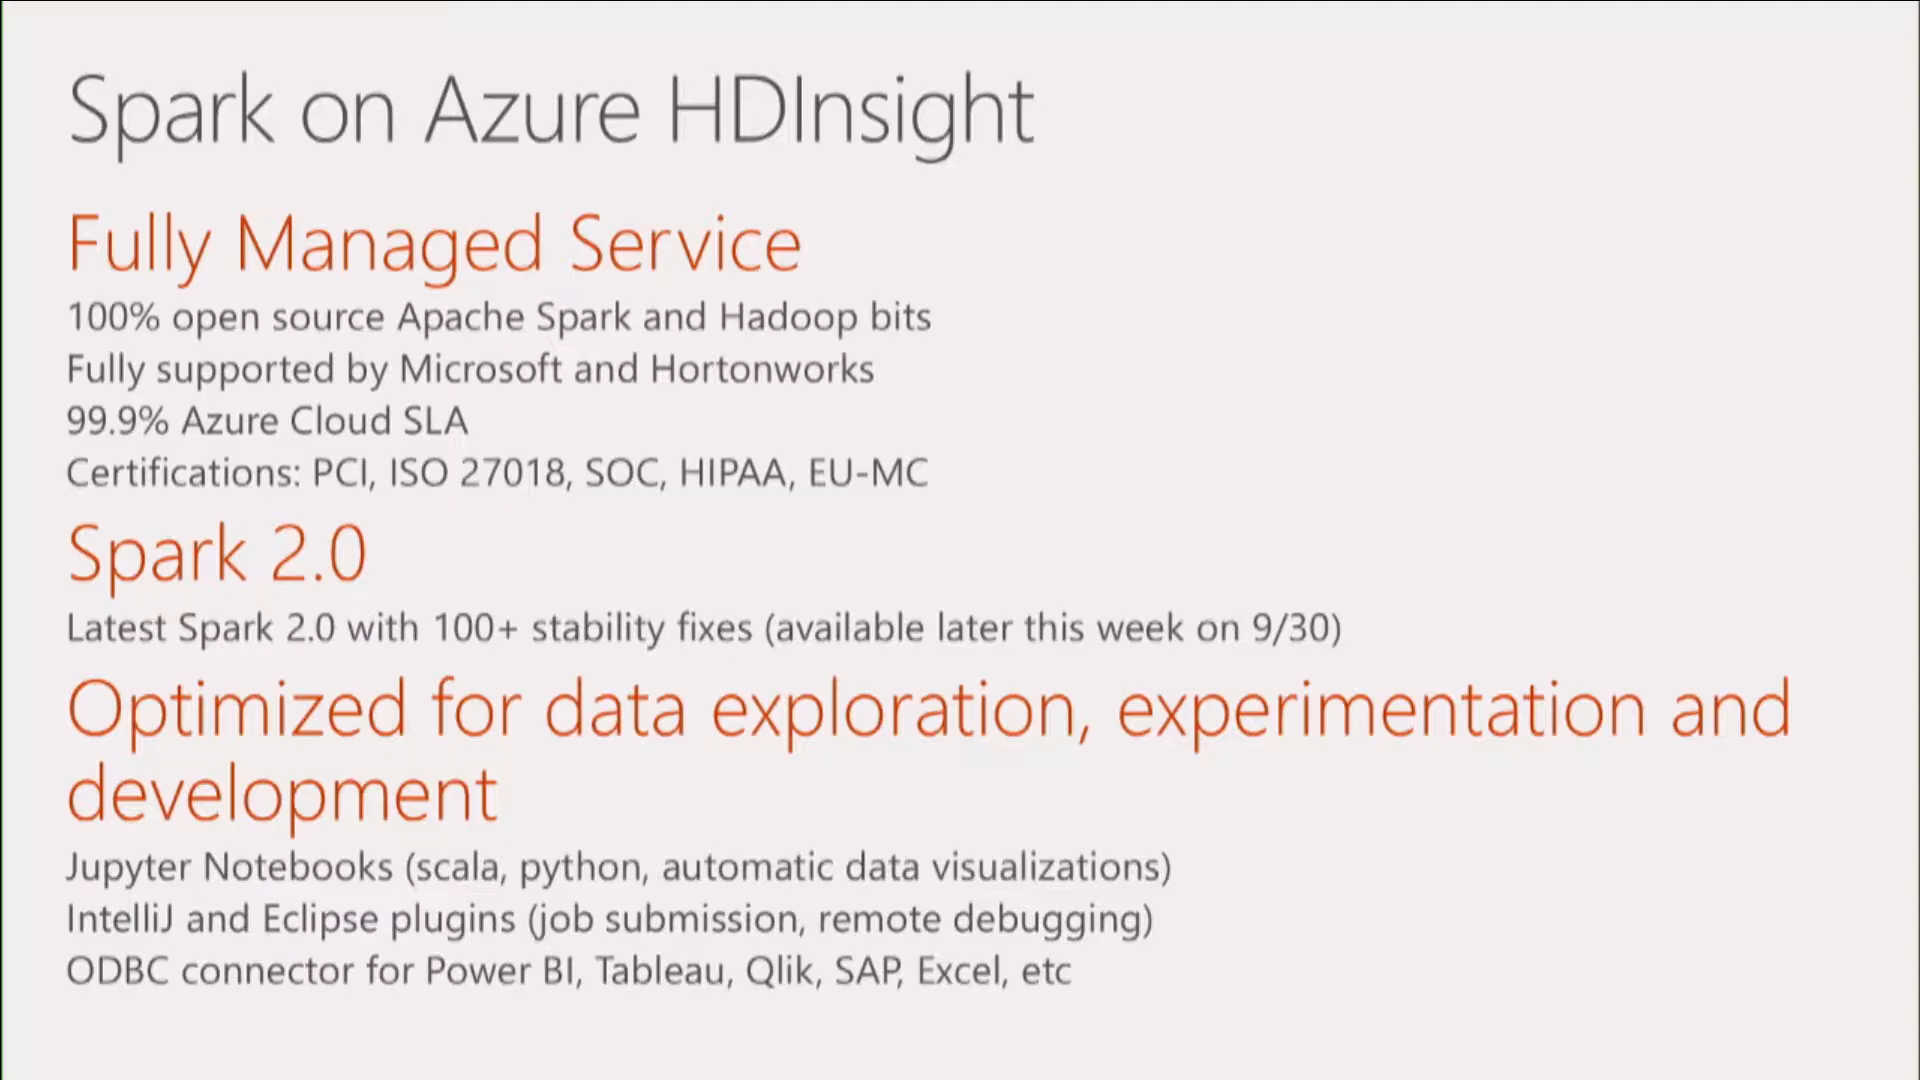 Spark on Azure HDInsight
Fully Managed Service
100% open source Apache Spark and Hadoop bits
Fully supported by Microsoft and Hortonworks
99.9% Azure Cloud SLA
Certifications: PCI, ISO 27018, SOC, HIPAA, EU-MC
Spark 2.0
Latest Spark 2.0 with 100+ stability fixes (available later this week on 9/30)
Optimized for data exploration, experimentation and
development
Jupyter Notebooks (scala, python, automatic data visualizations)
IntelliJ and Eclipse plugins (job submission, remote debugging)
ODBC connector for Power BI, Tableau, Qlik, SAP, Excel, etc